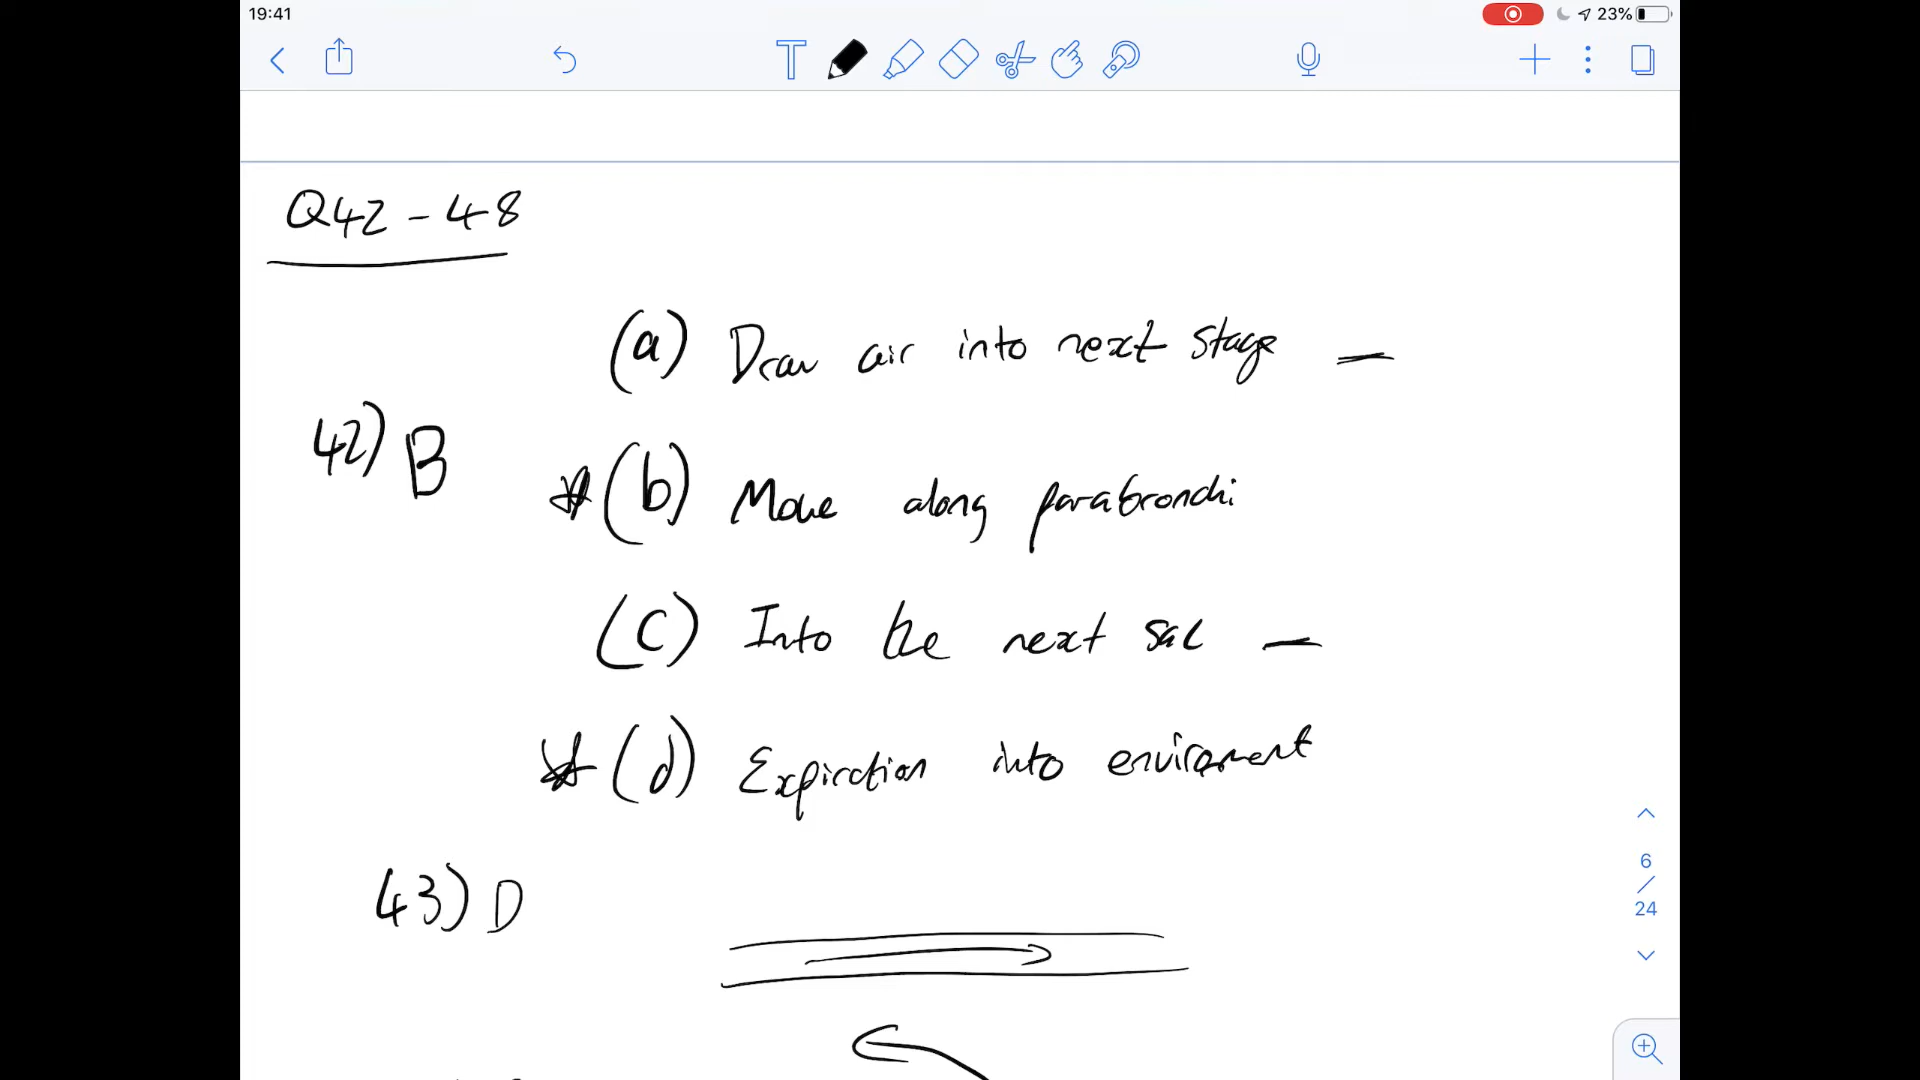 19:41
23%
Q42-48
(a) Draw air into next stage —
42) B
(b) Move along parabronchi
(c) Into the next sac —
(d) Expiration into enviroment
43) D
6
/
24